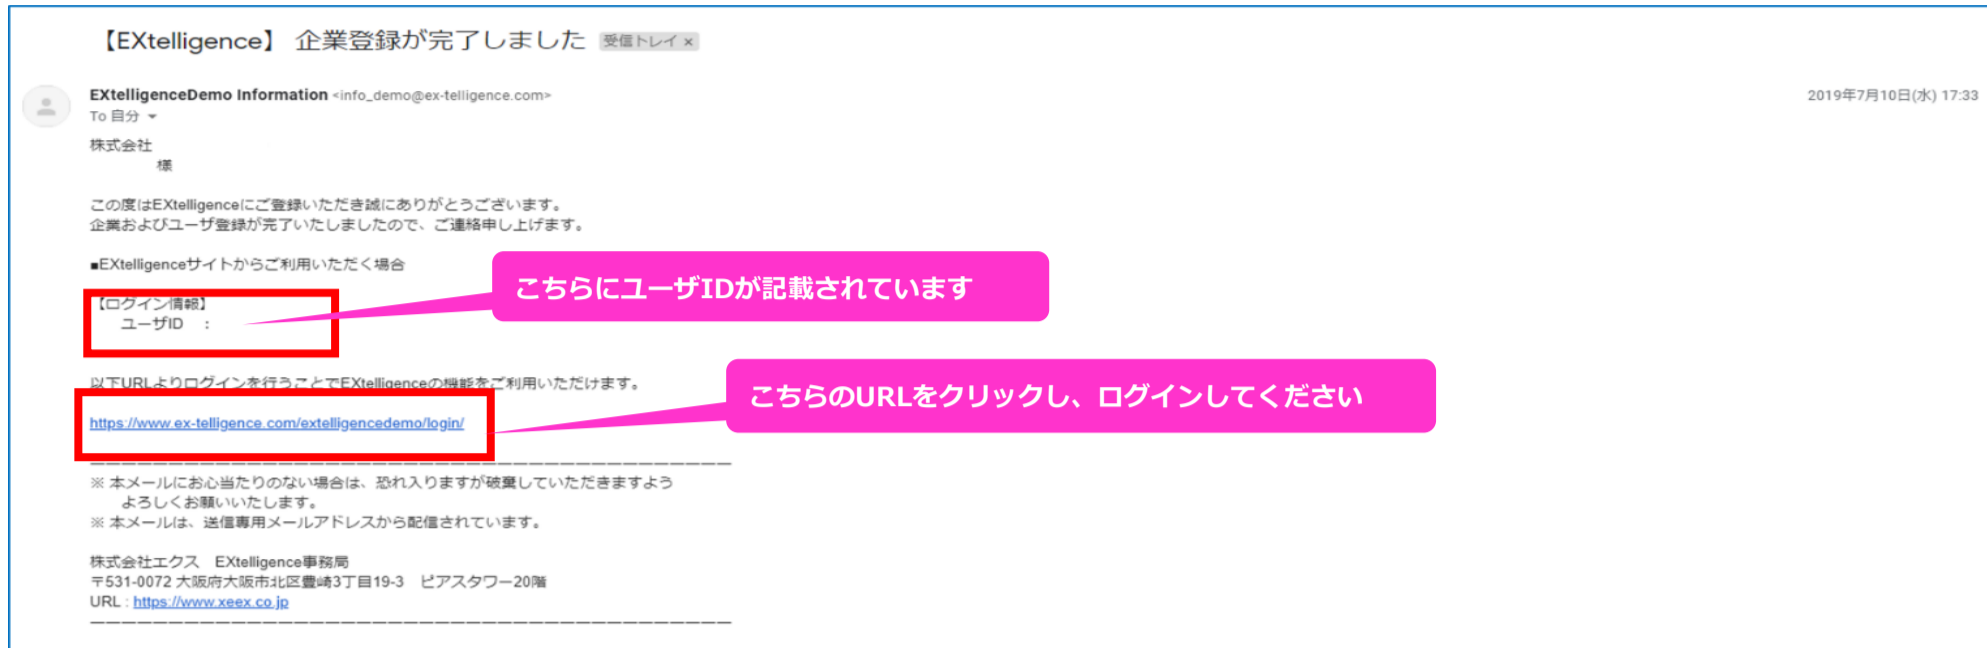 【EXtelligence】 企業登録が完了しました 受信トレイ ×
EXtelligenceDemo Information <info_demo@ex-telligence.com>
2019年7月10日(水) 17:33
To 自分
株式会社
様
この度はEXtelligenceにご登録いただき誠にありがとうございます。
企業およびユーザ登録が完了いたしましたので、ご連絡申し上げます。
■EXtelligenceサイトからご利用いただく場合
こちらにユーザIDが記載されています
【ログイン情報】
ユーザID :
以下URLよりログインを行うことでEXtelligenceの機能をご利用いただけます。
こちらのURLをクリックし、ログインしてください
https://www.ex-telligence.com/extelligencedemo/login/
※ 本メールにお心当たりのない場合は、恐れ入りますが破棄していただきますよう
よろしくお願いいたします。
※ 本メールは、送信専用メールアドレスから配信されています。
株式会社エクス EXtelligence事務局
〒531-0072 大阪府大阪市北区豊崎3丁目19-3 ピアスタワー20階
URL : https://www.xeex.co.jp